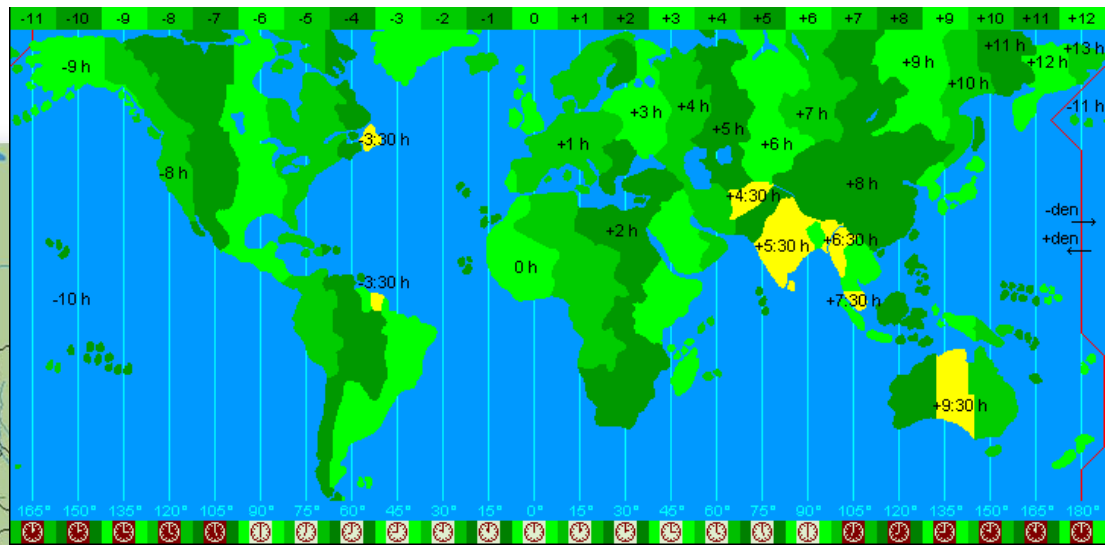 -11 -10 -9 -8 -7 -6 -5 -4 -3 -2 -1 0 +1 +2 +3 +4 +5 +6 +7 +8 +9 +10 +11 +12
+11 h +13 h
-9 h +9 h +12 h
+10 h
-11 h
+7 h
+3 h +4 h
+5 h
-3:30 h +1 h +6 h
-8 h
+8 h
+4:30 h
-den
+2 h +5:30 h +6:30 h
+den
0 h
-3:30 h
-10 h +7:30 h
+9:30 h
165° 150° 135° 120° 105° 90° 75° 60° 45° 30° 15° 0° 15° 30° 45° 60° 75° 90° 105° 120° 135° 150° 165° 180°